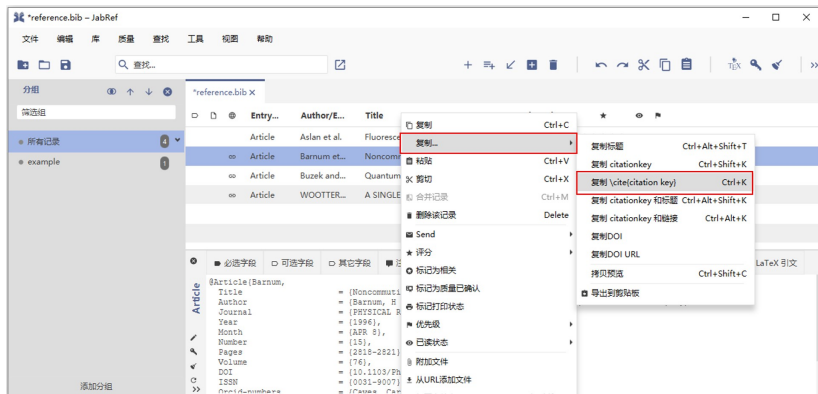 *reference.bib – JabRef
文件 编辑 库 质量 查找 工具 视图 帮助
查找...
TEX
分组
筛选组
所有记录 4
example 1
添加分组
*reference.bib
Entry... Author/E... Title
Article Aslan et al. Fluoresce
Article Barnum et... Noncomm
Article Buzek and... Quantum
Article WOOTTER... A SINGLE
复制 Ctrl+C
复制...
粘贴 Ctrl+V
剪切 Ctrl+X
合并记录 Ctrl+M
删除该记录 Delete
Send
评分
标记为相关
标记为质量已确认
标记打印状态
优先级
已读状态
附加文件
从URL添加文件
复制标题 Ctrl+Alt+Shift+T
复制 citationkey Ctrl+Shift+K
复制 \cite{citation key} Ctrl+K
复制 citationkey 和标题 Ctrl+Alt+Shift+K
复制 citationkey 和链接 Ctrl+Alt+K
复制DOI
复制DOI URL
拷贝预览 Ctrl+Shift+C
导出到剪贴板
必选字段 可选字段 其它字段
LaTeX 引文
Article
@Article{Barnum,
Title = {Noncommuti
Author = {Barnum, H
Journal = {PHYSICAL R
Year = {1996},
Month = {APR 8},
Number = {15},
Pages = {2818-2821}
Volume = {76},
DOI = {10.1103/Ph
ISSN = {0031-9007}
Orcid-numbers = {Caves, Car